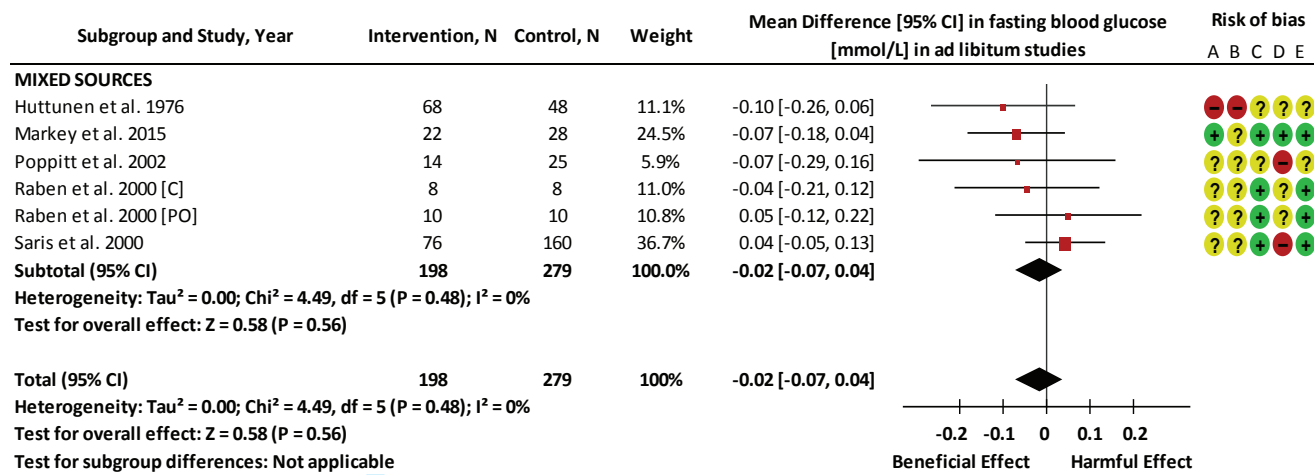 Subgroup and Study, Year Intervention, N Control, N Weight Mean Difference [95% CI] in fasting blood glucose [mmol/L] in ad libitum studies Risk of bias
A B C D E
MIXED SOURCES
Huttunen et al. 1976 68 48 11.1% -0.10 [-0.26, 0.06] − − ? ? ?
Markey et al. 2015 22 28 24.5% -0.07 [-0.18, 0.04] + ? + + +
Poppitt et al. 2002 14 25 5.9% -0.07 [-0.29, 0.16] ? ? ? − ?
Raben et al. 2000 [C] 8 8 11.0% -0.04 [-0.21, 0.12] ? ? + ? +
Raben et al. 2000 [PO] 10 10 10.8% 0.05 [-0.12, 0.22] ? ? + ? +
Saris et al. 2000 76 160 36.7% 0.04 [-0.05, 0.13] ? ? + − +
Subtotal (95% CI) 198 279 100.0% -0.02 [-0.07, 0.04]
Heterogeneity: Tau² = 0.00; Chi² = 4.49, df = 5 (P = 0.48); I² = 0%
Test for overall effect: Z = 0.58 (P = 0.56)
Total (95% CI) 198 279 100% -0.02 [-0.07, 0.04]
Heterogeneity: Tau² = 0.00; Chi² = 4.49, df = 5 (P = 0.48); I² = 0%
Test for overall effect: Z = 0.58 (P = 0.56) -0.2 -0.1 0 0.1 0.2
Test for subgroup differences: Not applicable Beneficial Effect Harmful Effect